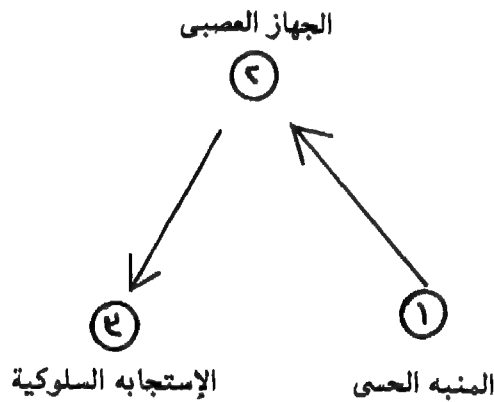 الجهاز العصبى
٢
٣
١
الإستجابه السلوكية
المنبه الحسى